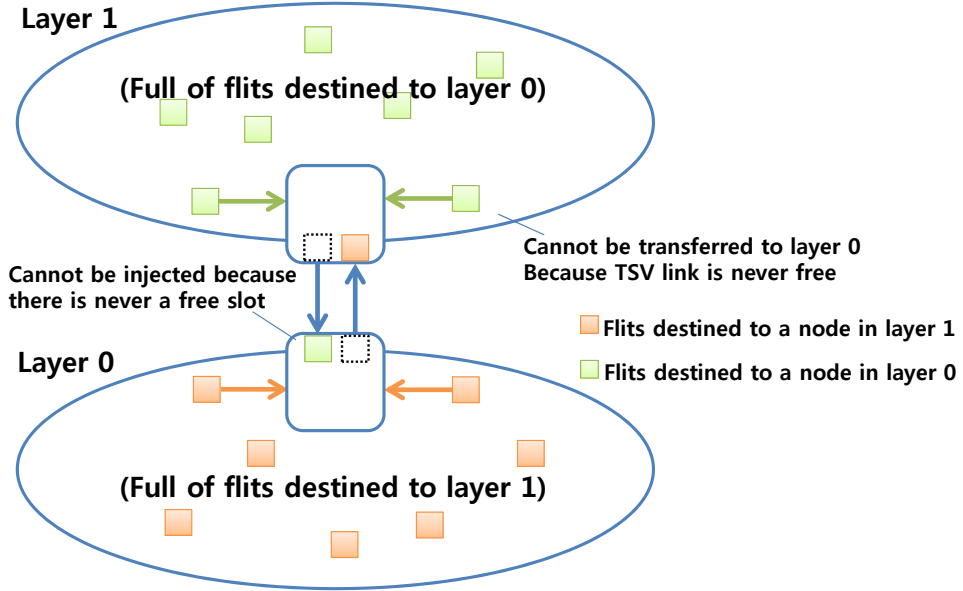 Layer 1
(Full of flits destined to layer 0)
Cannot be transferred to layer 0
Because TSV link is never free
Cannot be injected because
there is never a free slot
Flits destined to a node in layer 1
Layer 0
Flits destined to a node in layer 0
(Full of flits destined to layer 1)